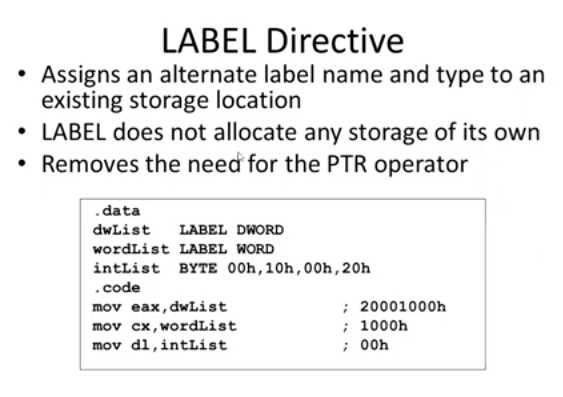 LABEL Directive
• Assigns an alternate label name and type to an
existing storage location
• LABEL does not allocate any storage of its own
• Removes the need for the PTR operator
.data
dwList   LABEL DWORD
wordList LABEL WORD
intList  BYTE 00h,10h,00h,20h
.code
mov eax,dwList            ; 20001000h
mov cx,wordList           ; 1000h
mov dl,intList            ; 00h